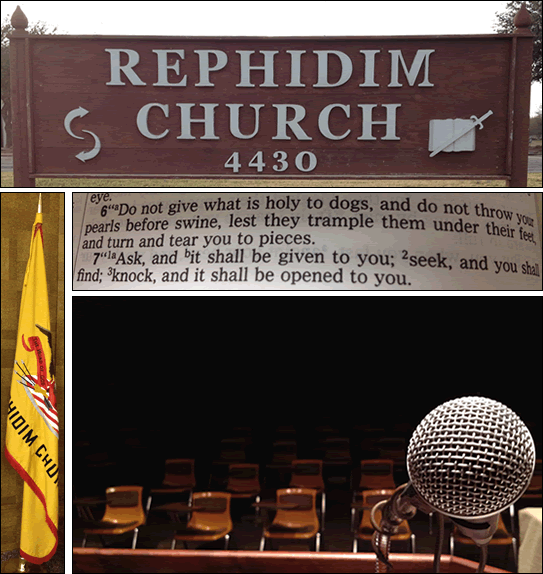 REPHIDIM
CHURCH
4430
eye.
6 "ᵃDo not give what is holy to dogs, and do not throw your
pearls before swine, lest they trample them under their feet,
and turn and tear you to pieces.
7 "¹ᵃAsk, and ᵇit shall be given to you; ²seek, and you shall
find; ³knock, and it shall be opened to you.
HIDIM CHU